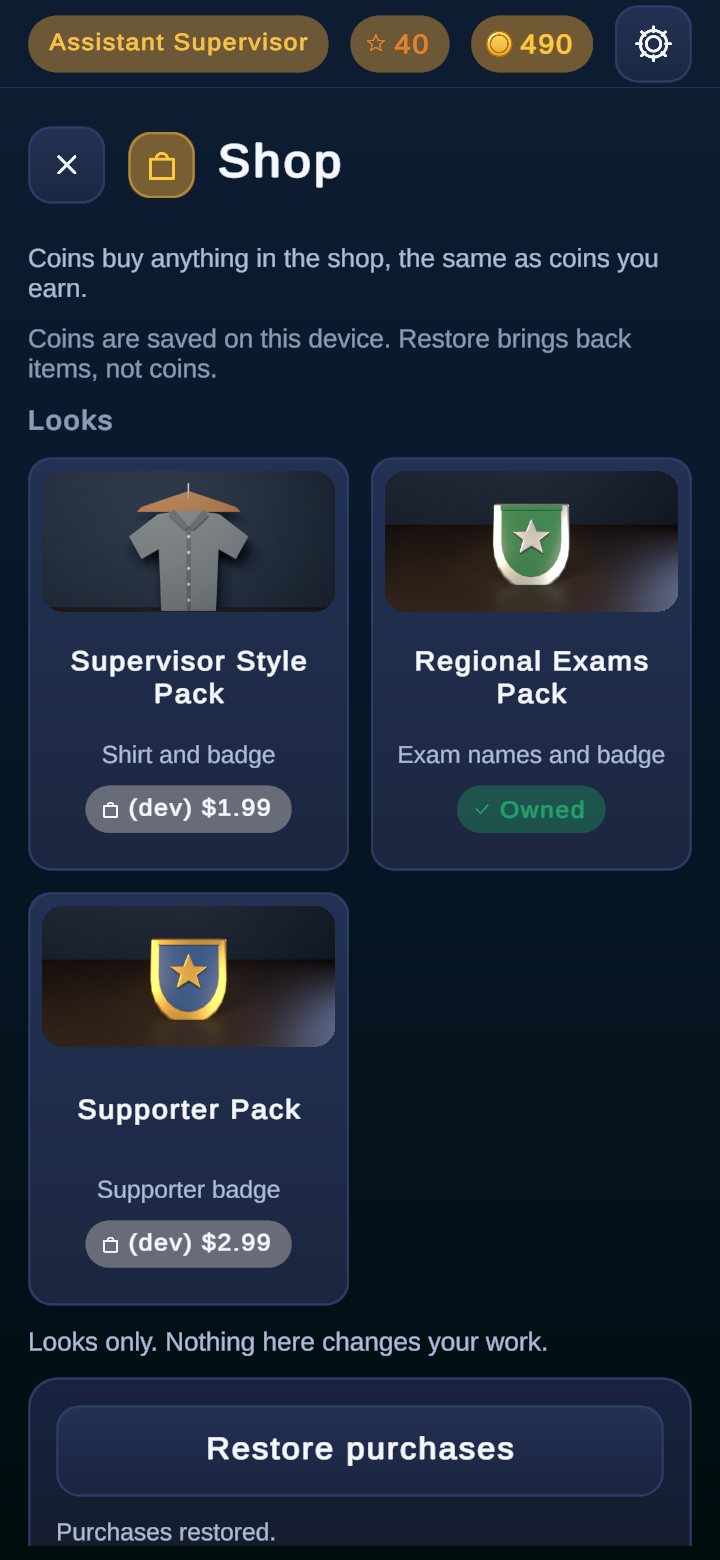 Assistant Supervisor
40
490
Shop
Coins buy anything in the shop, the same as coins you
earn.
Coins are saved on this device. Restore brings back
items, not coins.
Looks
Supervisor Style
Pack
Shirt and badge
(dev) $1.99
Regional Exams
Pack
Exam names and badge
Owned
Supporter Pack
Supporter badge
(dev) $2.99
Looks only. Nothing here changes your work.
Restore purchases
Purchases restored.